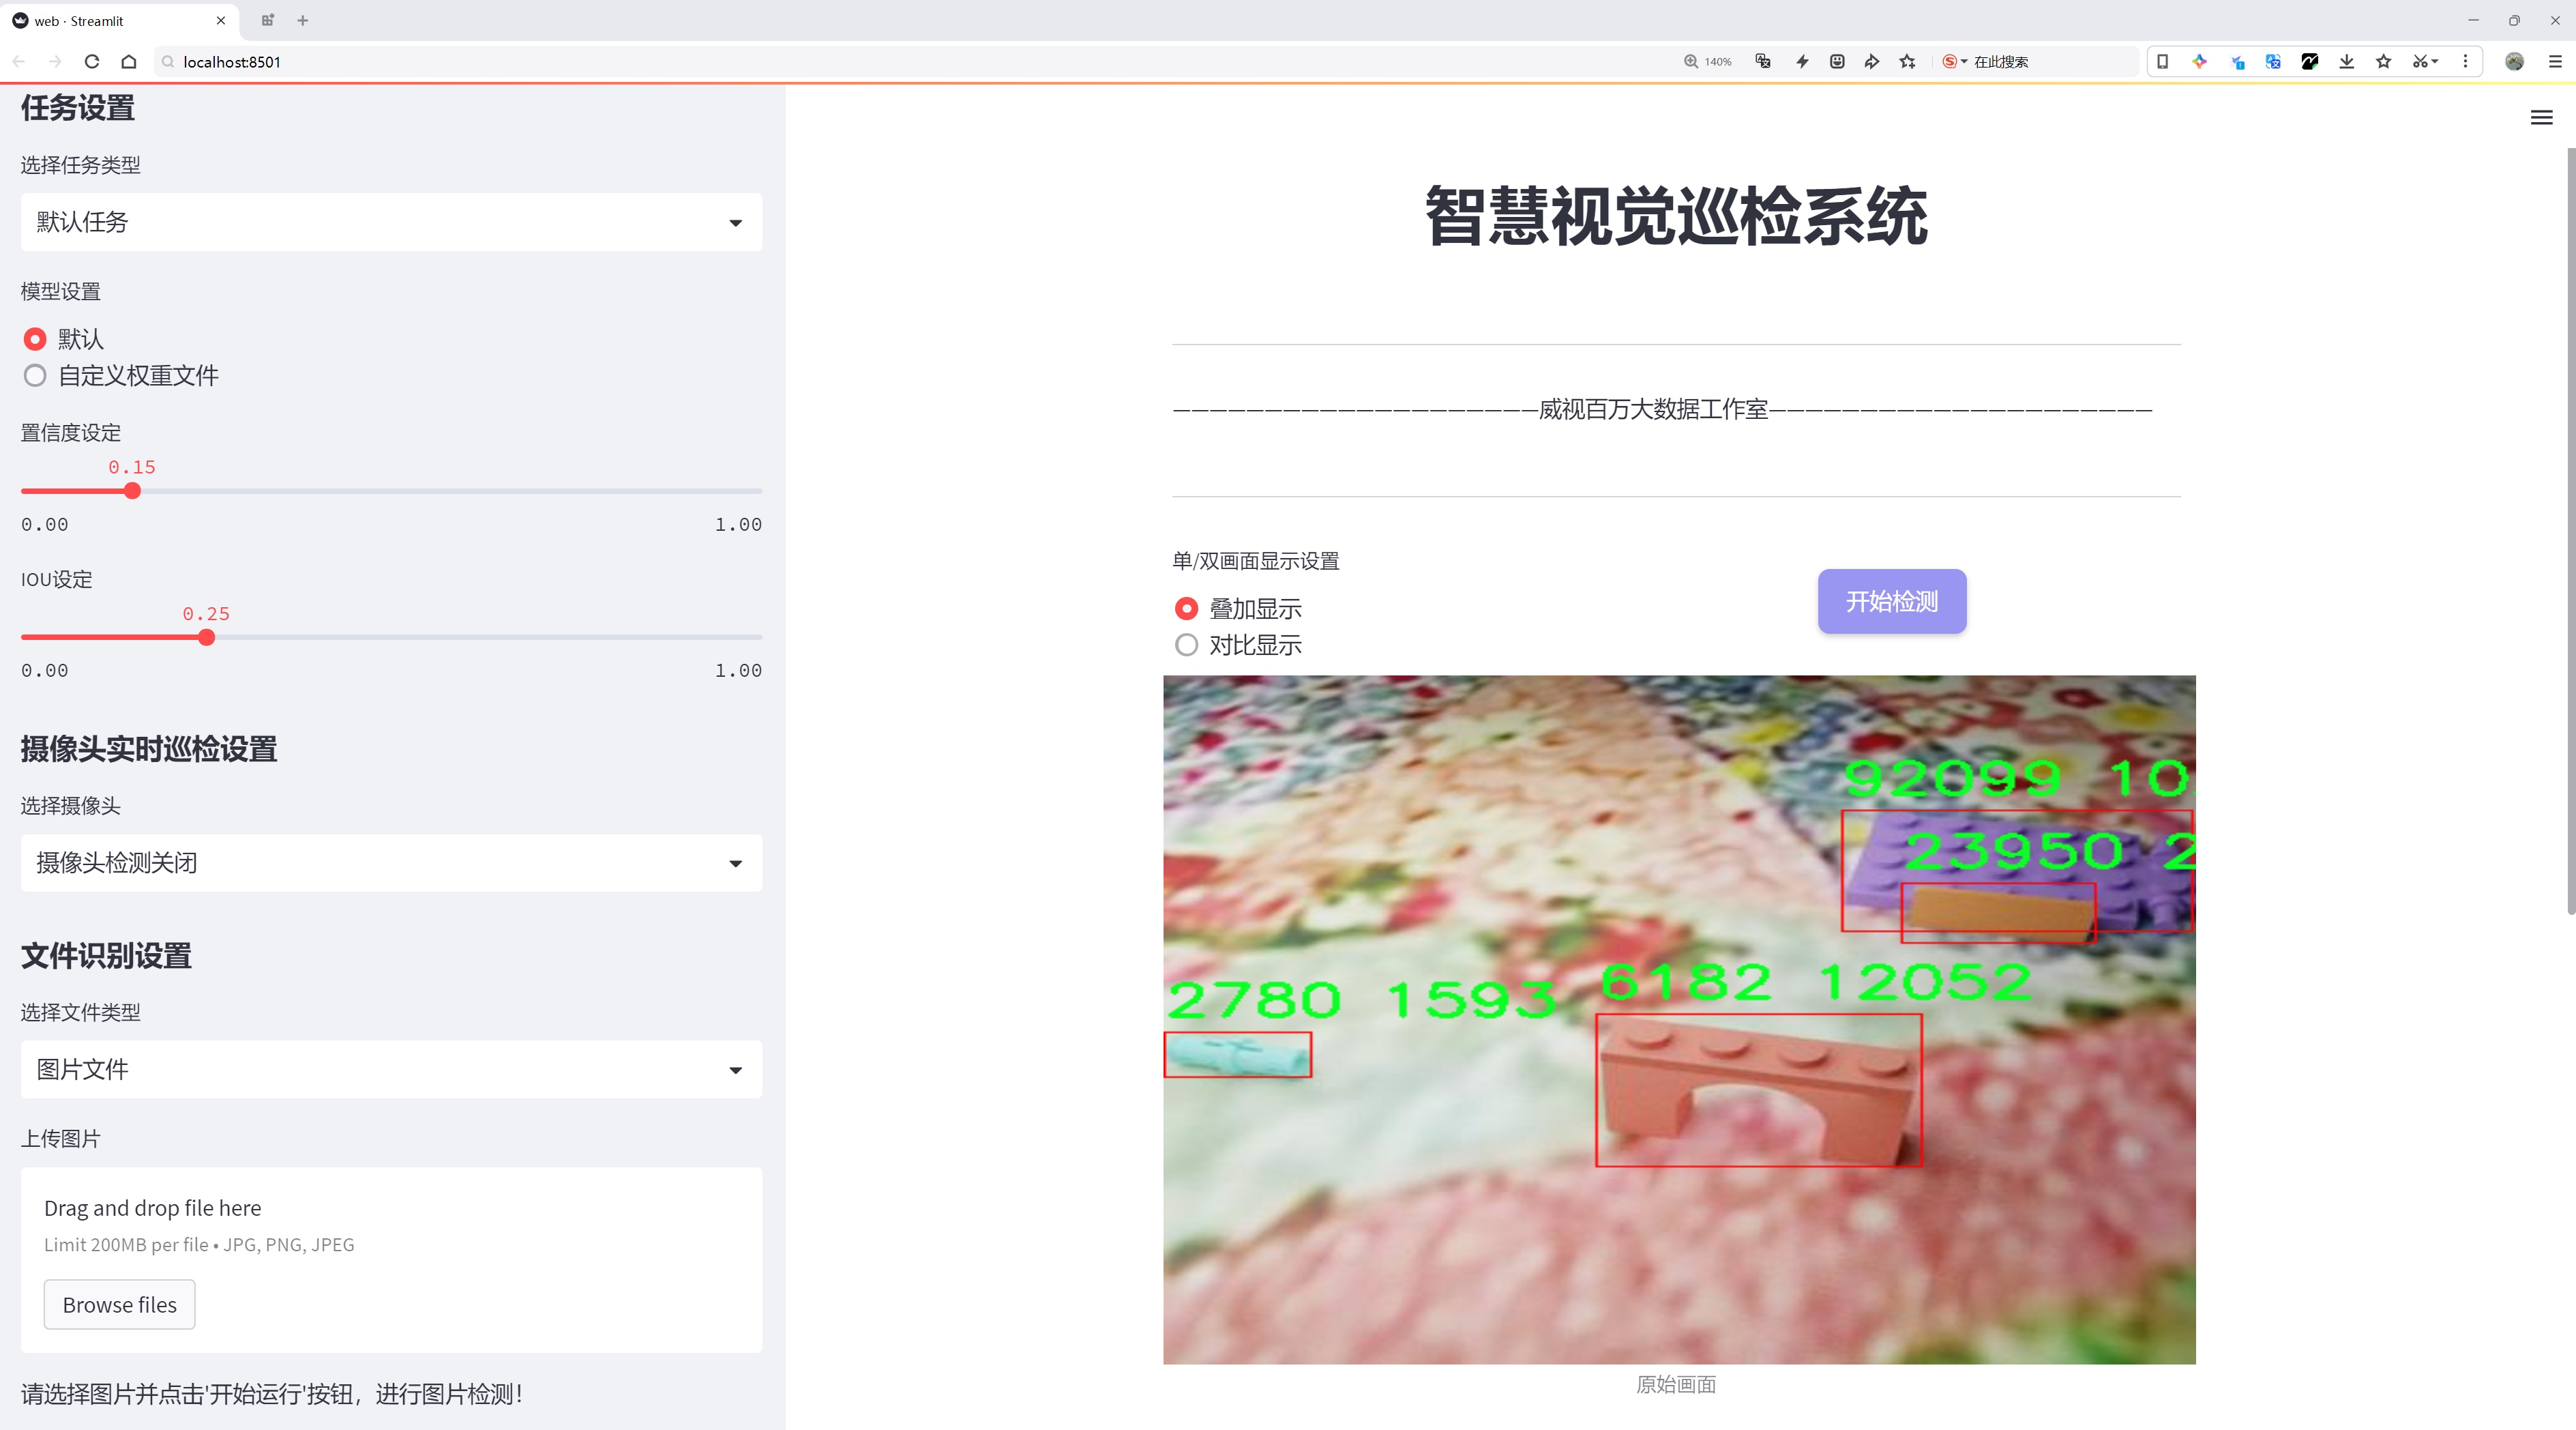 web · Streamlit
localhost:8501
140%
在此搜索
任务设置
选择任务类型
默认任务
模型设置
默认
自定义权重文件
置信度设定
0.15
0.00 1.00
IOU设定
0.25
0.00 1.00
摄像头实时巡检设置
选择摄像头
摄像头检测关闭
文件识别设置
选择文件类型
图片文件
上传图片
Drag and drop file here
Limit 200MB per file • JPG, PNG, JPEG
Browse files
请选择图片并点击'开始运行'按钮，进行图片检测！
智慧视觉巡检系统
—————————————————————威视百万大数据工作室—————————————————————
单/双画面显示设置
叠加显示
对比显示
开始检测
92099 10
23950 2
2780 1593
6182 12052
原始画面